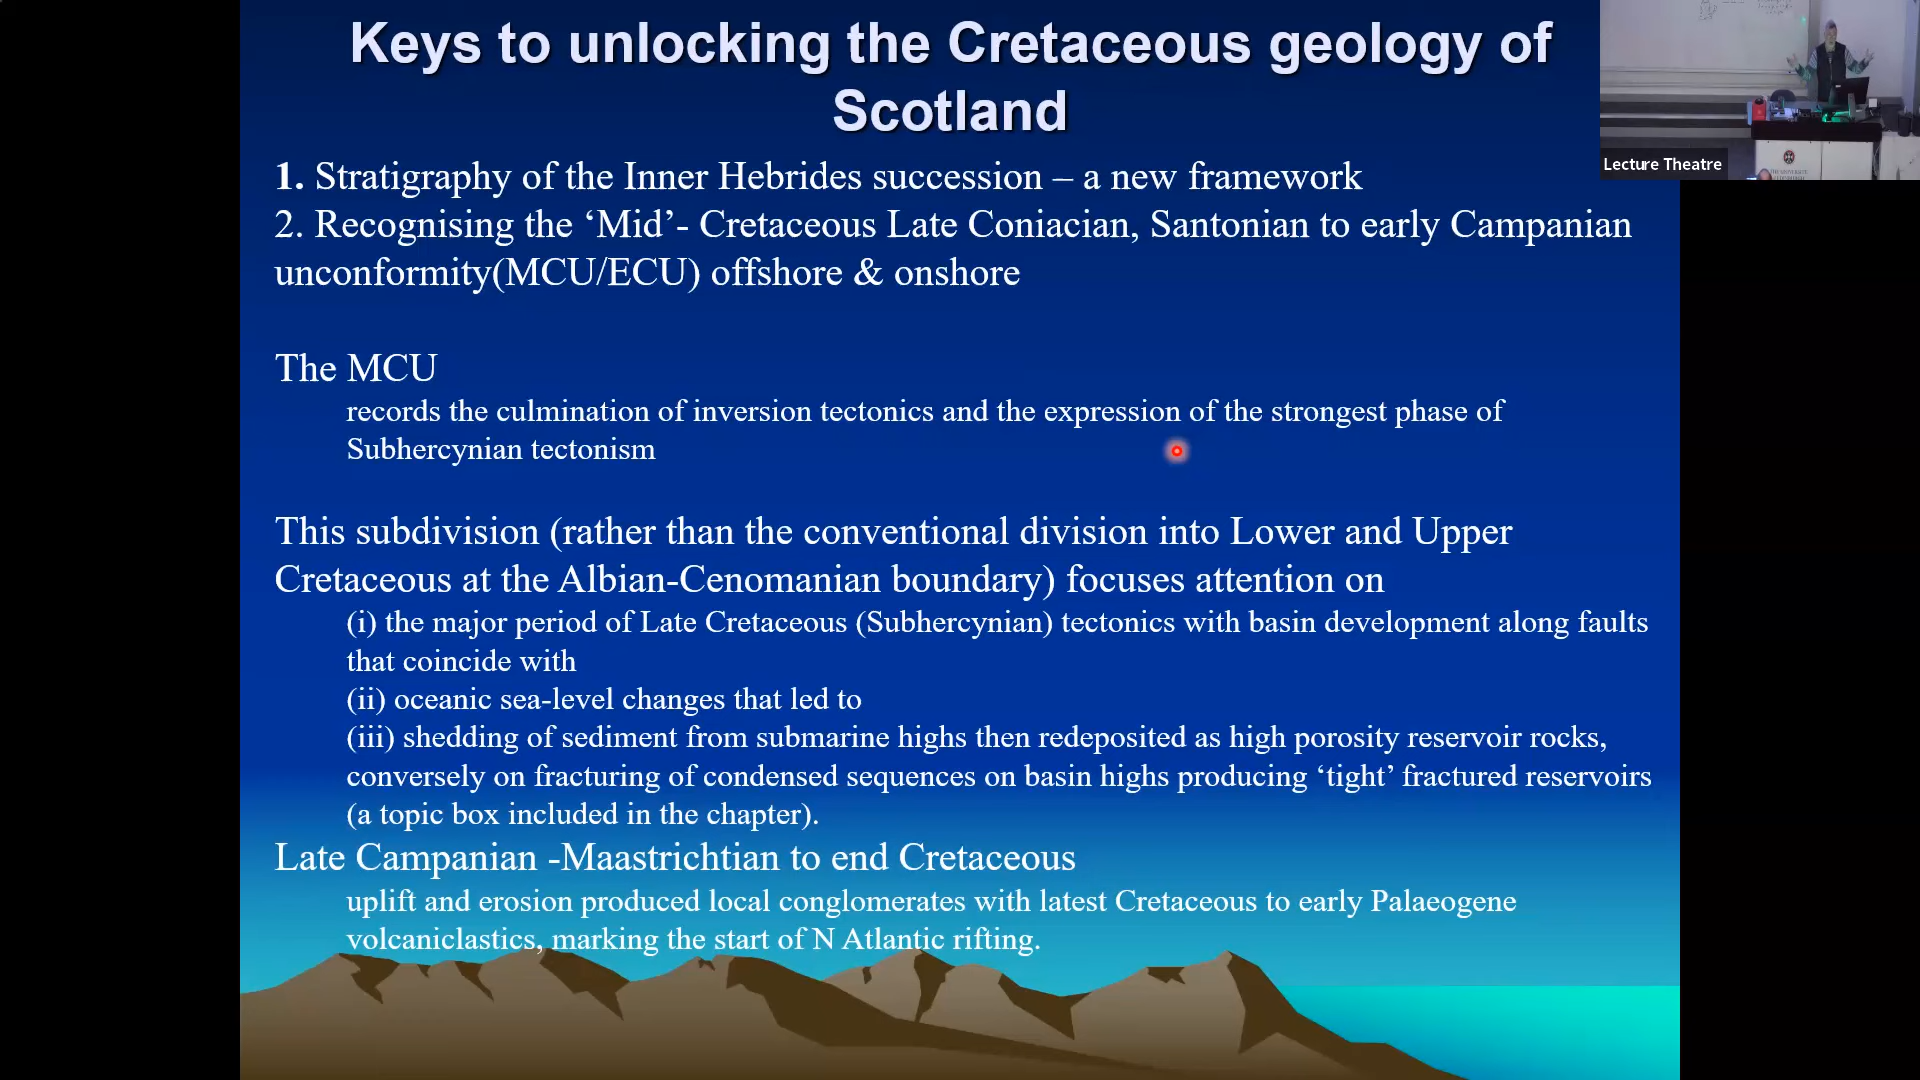 Keys to unlocking the Cretaceous geology of
Scotland
Lecture Theatre
1. Stratigraphy of the Inner Hebrides succession – a new framework
2. Recognising the ‘Mid’- Cretaceous Late Coniacian, Santonian to early Campanian
unconformity(MCU/ECU) offshore & onshore
The MCU
records the culmination of inversion tectonics and the expression of the strongest phase of
Subhercynian tectonism
This subdivision (rather than the conventional division into Lower and Upper
Cretaceous at the Albian-Cenomanian boundary) focuses attention on
(i) the major period of Late Cretaceous (Subhercynian) tectonics with basin development along faults
that coincide with
(ii) oceanic sea-level changes that led to
(iii) shedding of sediment from submarine highs then redeposited as high porosity reservoir rocks,
conversely on fracturing of condensed sequences on basin highs producing ‘tight’ fractured reservoirs
(a topic box included in the chapter).
Late Campanian -Maastrichtian to end Cretaceous
uplift and erosion produced local conglomerates with latest Cretaceous to early Palaeogene
volcaniclastics, marking the start of N Atlantic rifting.